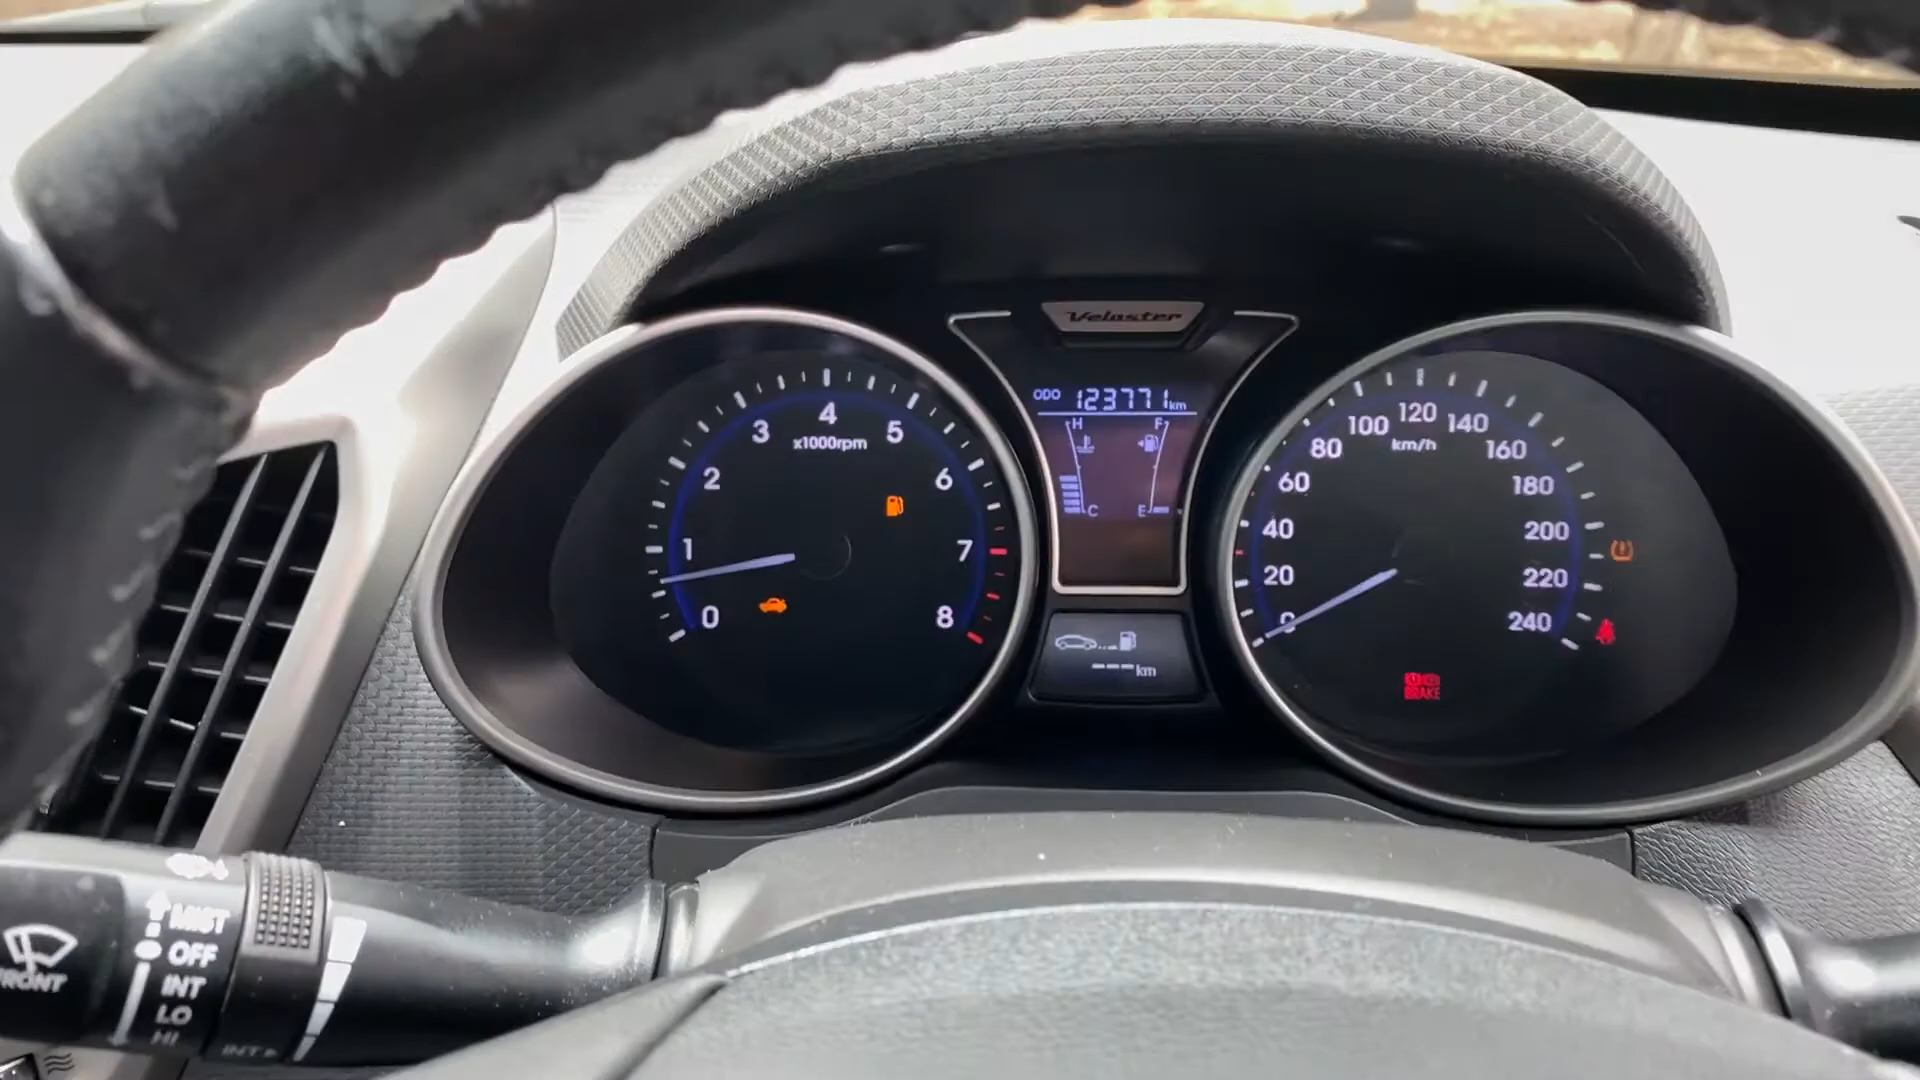 Veloster
ODO 123771 km
H F
C E
--- km
0 1 2 3 4 5 6 7 8
x1000rpm
0 20 40 60 80 100 120 140 160 180 200 220 240
km/h
BRAKE
MIST
OFF
INT
LO
HI
FRONT
INT